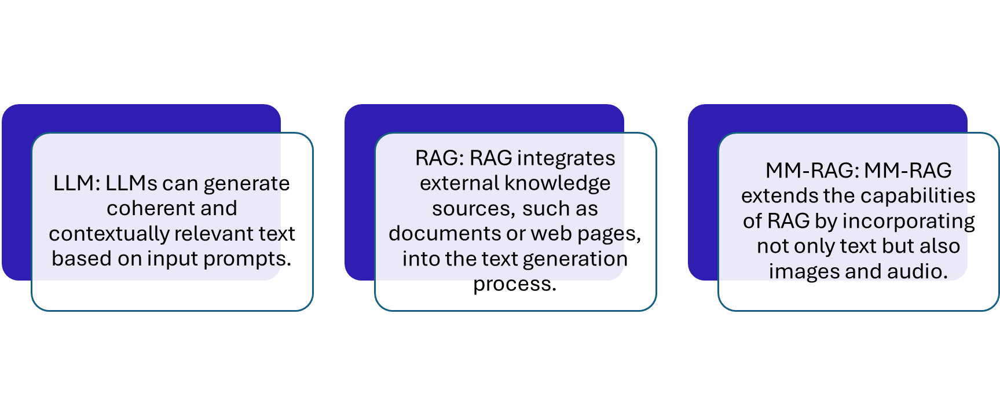 LLM: LLMs can generate
coherent and
contextually relevant text
based on input prompts.
RAG: RAG integrates
external knowledge
sources, such as
documents or web pages,
into the text generation
process.
MM-RAG: MM-RAG
extends the capabilities
of RAG by incorporating
not only text but also
images and audio.